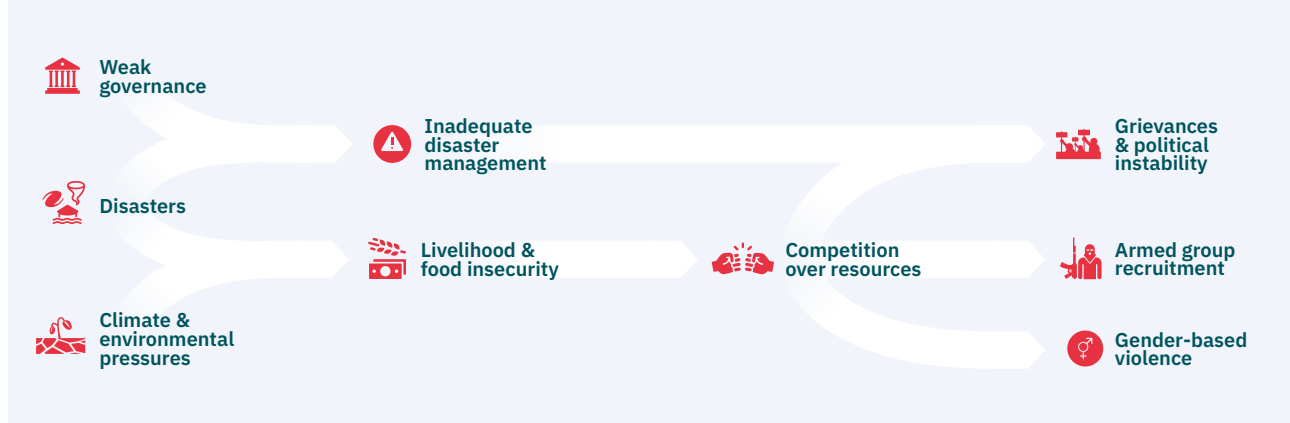 Weak
governance
Disasters
Climate &
environmental
pressures
Inadequate
disaster
management
Livelihood &
food insecurity
Competition
over resources
Grievances
& political
instability
Armed group
recruitment
Gender-based
violence